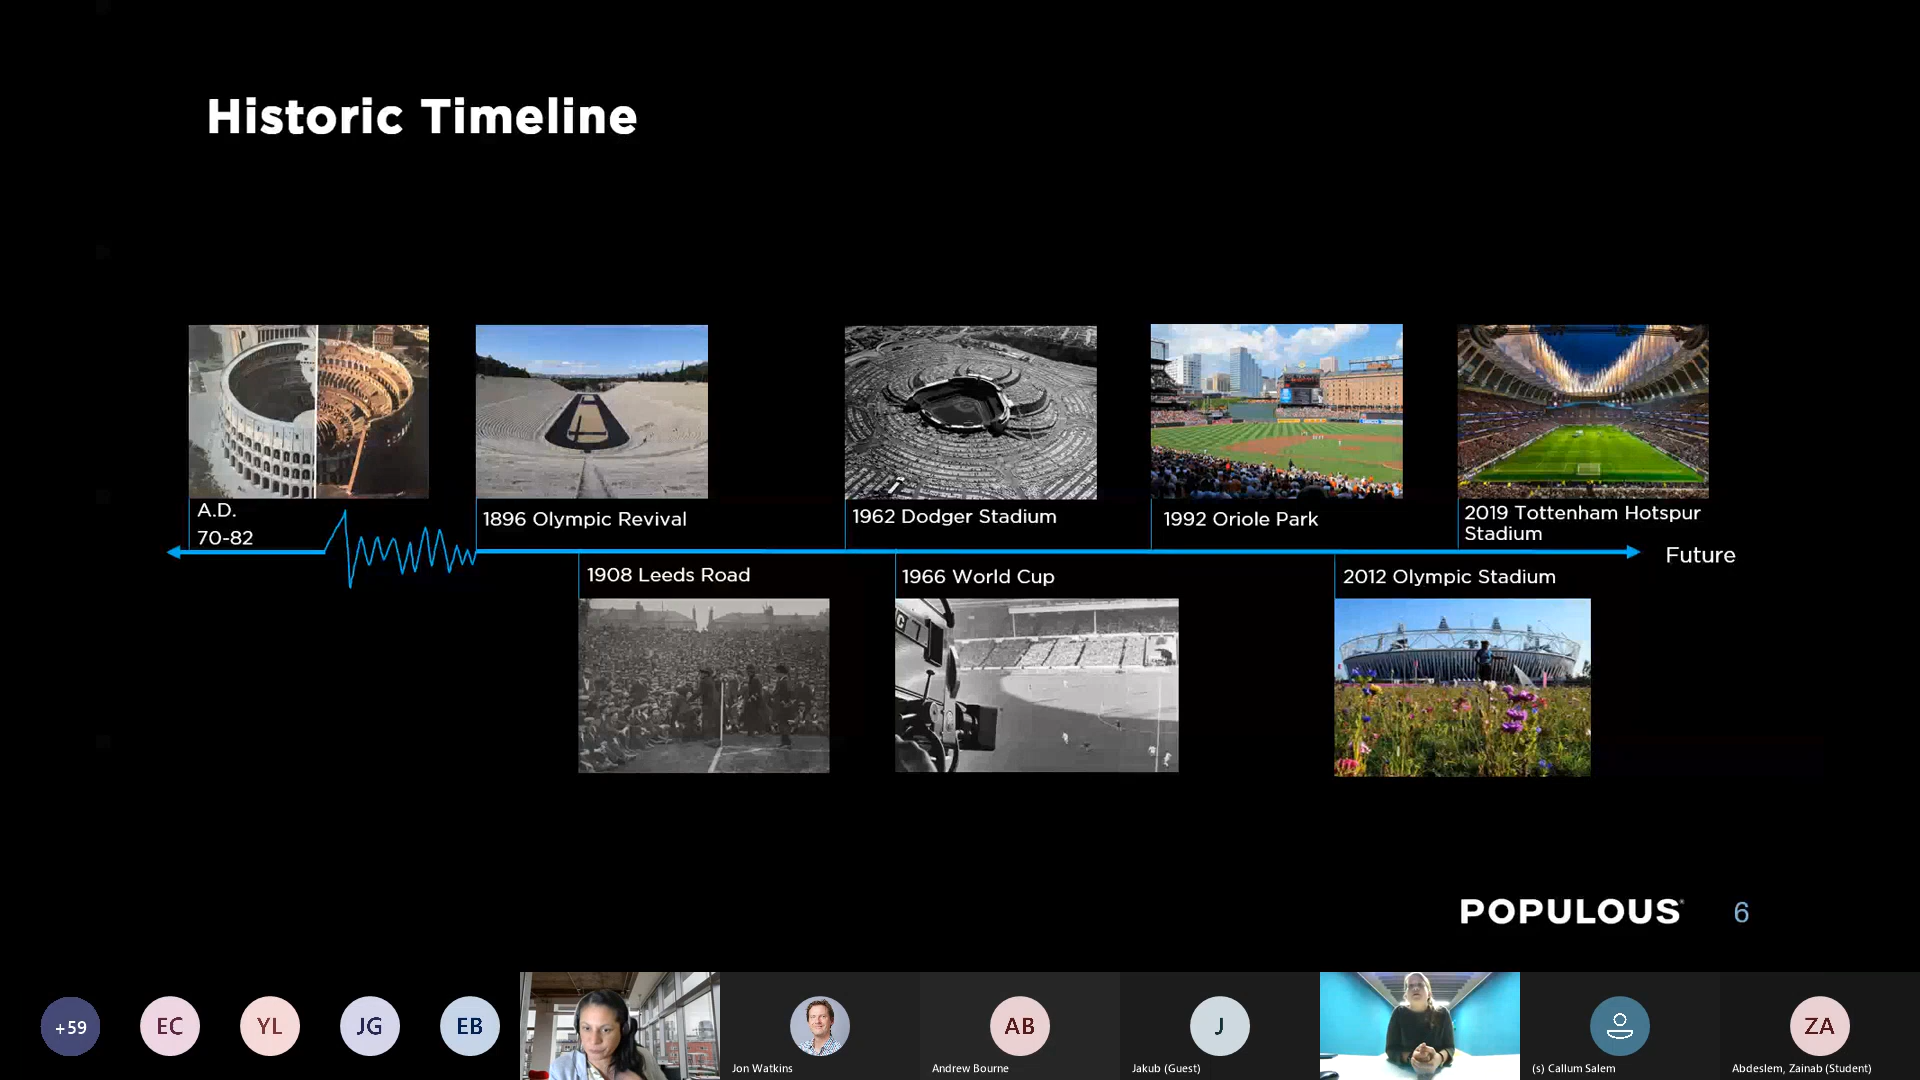 Historic Timeline
A.D.
70-82
1896 Olympic Revival
1962 Dodger Stadium
1992 Oriole Park
2019 Tottenham Hotspur
Stadium
Future
1908 Leeds Road
1966 World Cup
2012 Olympic Stadium
POPULOUS
6
+59
EC
YL
JG
EB
Jon Watkins
AB
Andrew Bourne
J
Jakub (Guest)
(s) Callum Salem
ZA
Abdeslem, Zainab (Student)